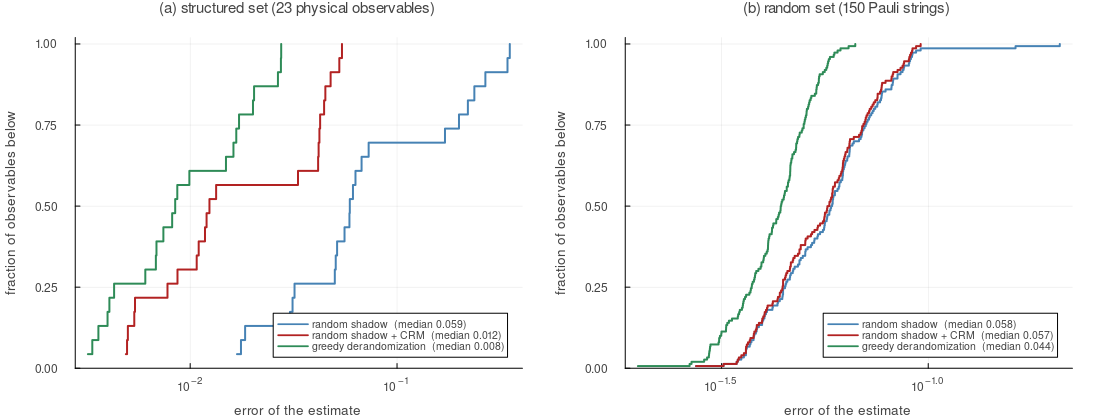 (a) structured set (23 physical observables)
fraction of observables below
1.00
0.75
0.50
0.25
0.00
random shadow (median 0.059)
random shadow + CRM (median 0.012)
greedy derandomization (median 0.008)
10⁻²
10⁻¹
error of the estimate
(b) random set (150 Pauli strings)
fraction of observables below
1.00
0.75
0.50
0.25
0.00
random shadow (median 0.058)
random shadow + CRM (median 0.057)
greedy derandomization (median 0.044)
10⁻¹·⁵
10⁻¹·⁰
error of the estimate